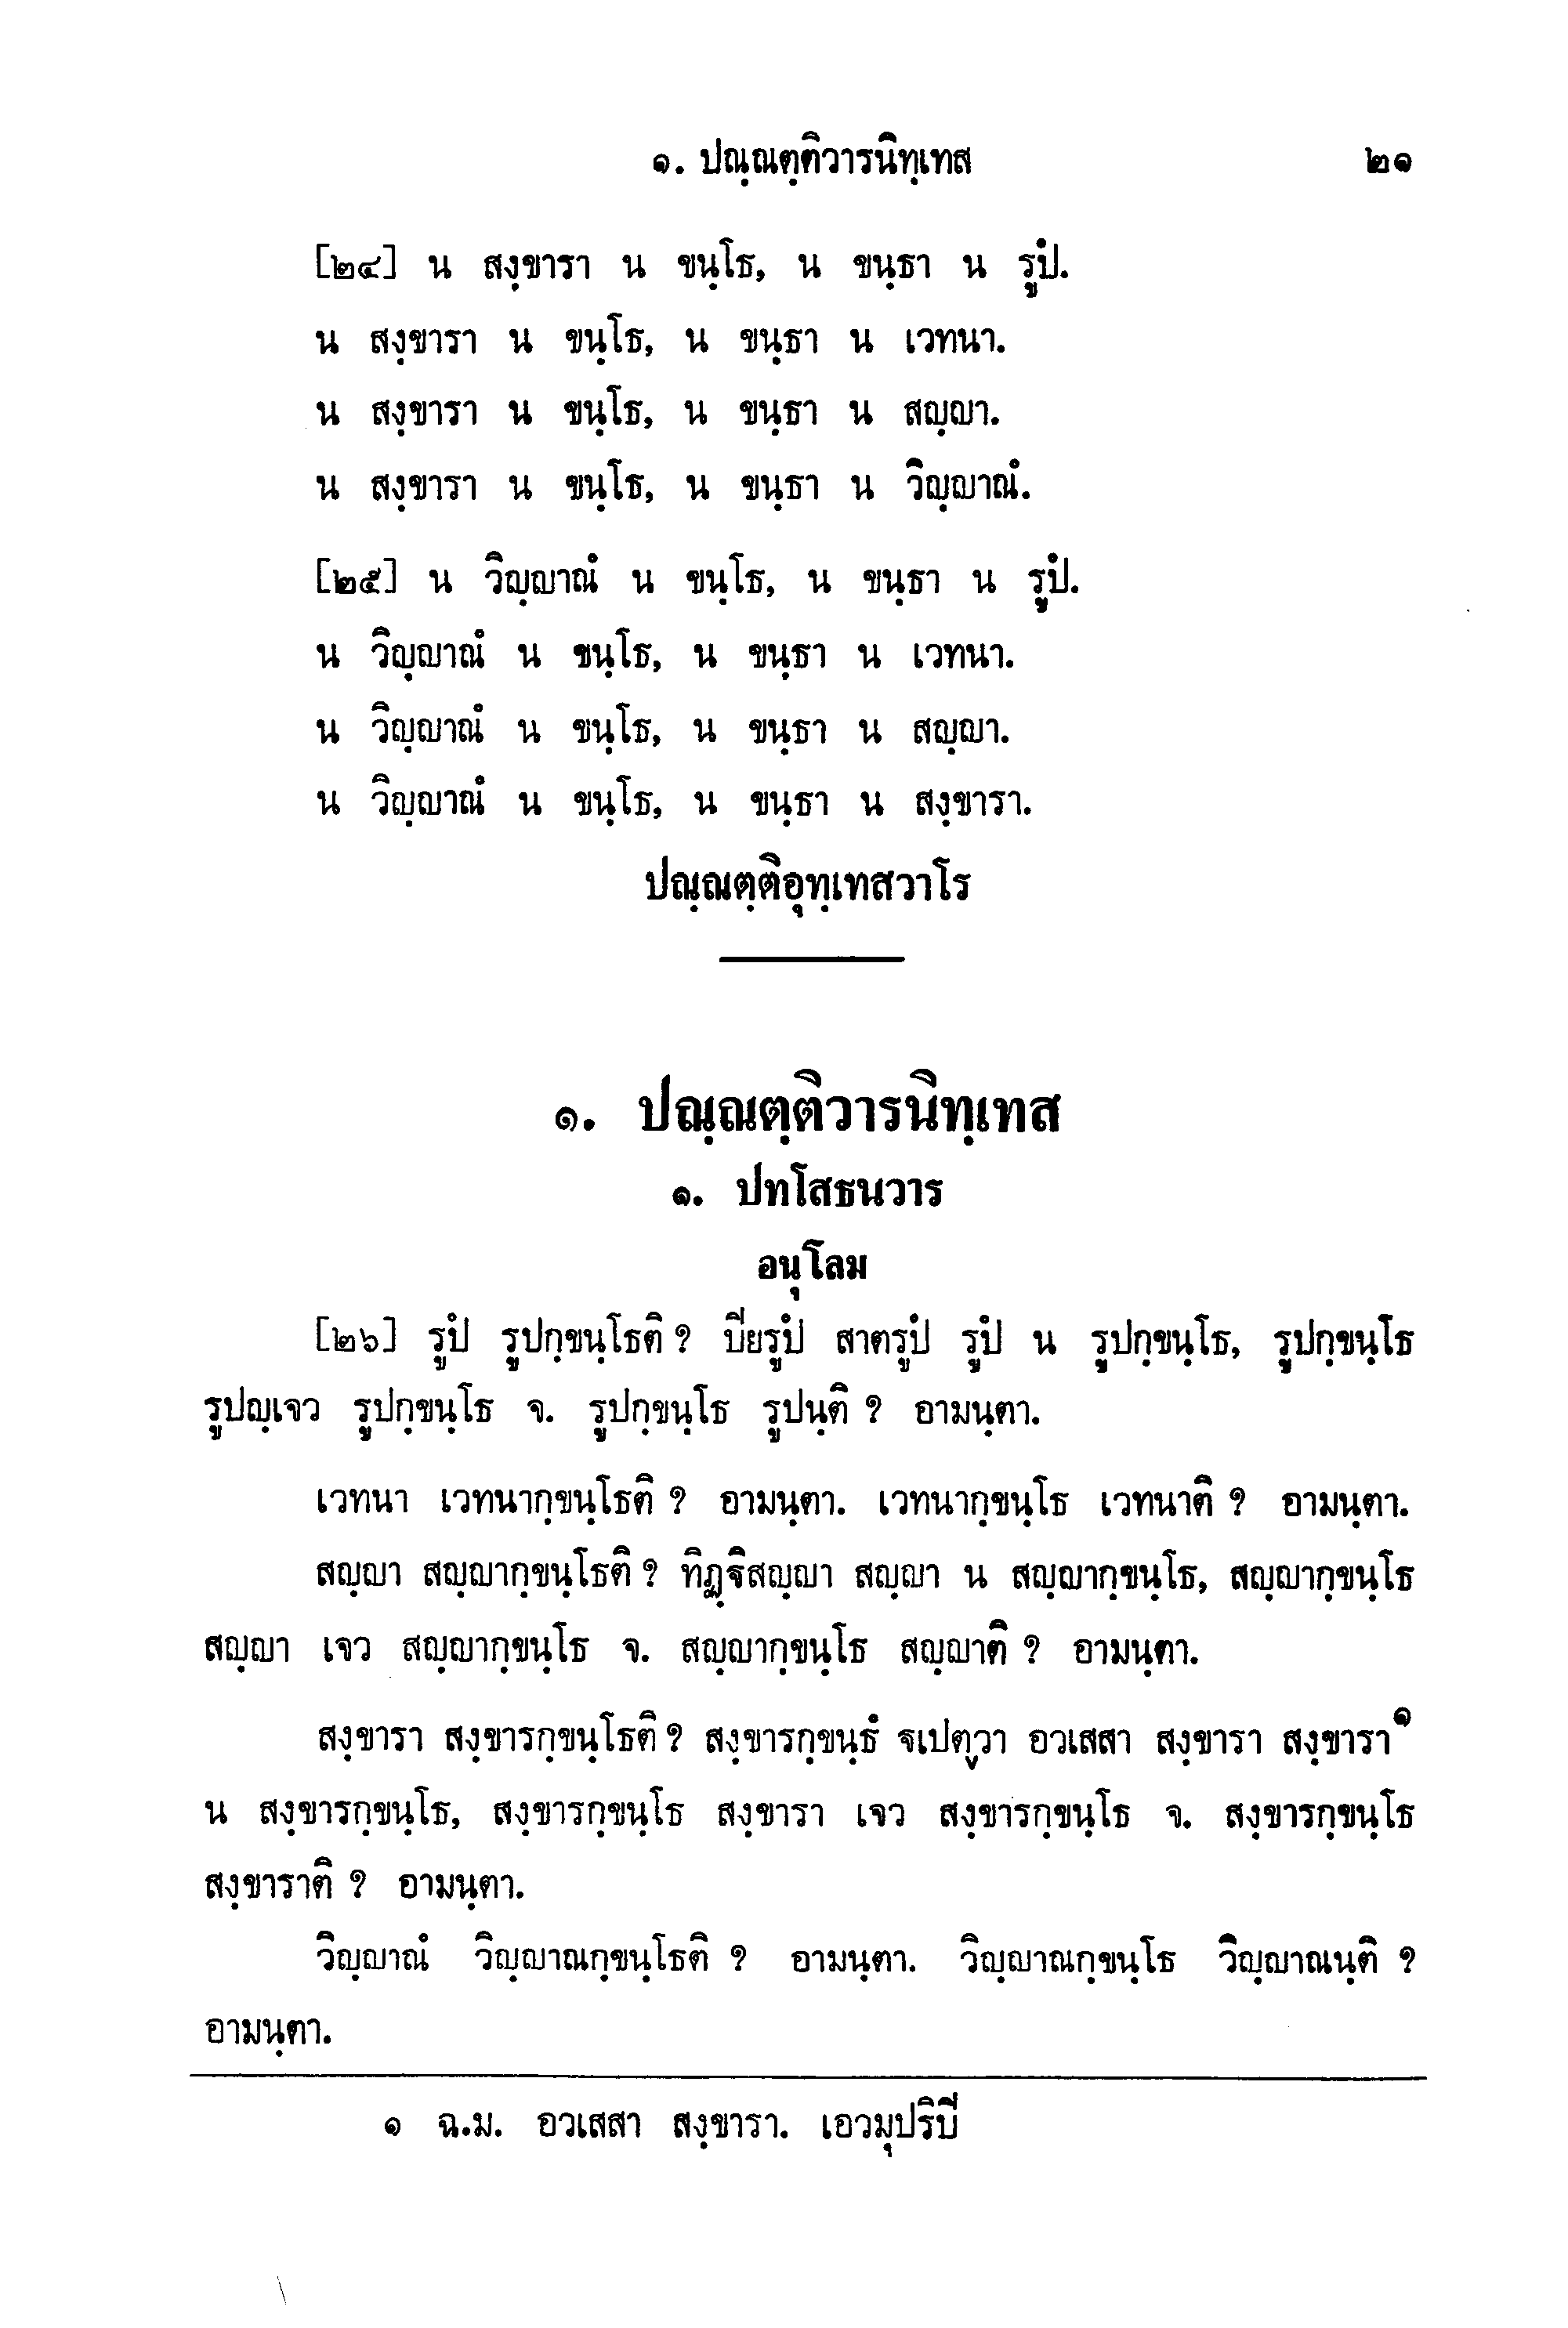 ๑. ปณฺณตฺติวารนิทฺเทส ๒๑
[๒๔] น สงฺขารา น ขนฺโธ, น ขนฺธา น รูปํ.
น สงฺขารา น ขนฺโธ, น ขนฺธา น เวทนา.
น สงฺขารา น ขนฺโธ, น ขนฺธา น สญฺญา.
น สงฺขารา น ขนฺโธ, น ขนฺธา น วิญฺญาณํ.
[๒๕] น วิญฺญาณํ น ขนฺโธ, น ขนฺธา น รูปํ.
น วิญฺญาณํ น ขนฺโธ, น ขนฺธา น เวทนา.
น วิญฺญาณํ น ขนฺโธ, น ขนฺธา น สญฺญา.
น วิญฺญาณํ น ขนฺโธ, น ขนฺธา น สงฺขารา.
ปณฺณตฺติอุทฺเทสวาโร
๑. ปณฺณตฺติวารนิทฺเทส
๑. ปทโสธนวาร
อนุโลม
[๒๖] รูปํ รูปกฺขนฺโธติ ? ปิยรูปํ สาตรูปํ รูปํ น รูปกฺขนฺโธ, รูปกฺขนฺโธ
รูปญฺเจว รูปกฺขนฺโธ จ. รูปกฺขนฺโธ รูปนฺติ ? อามนฺตา.
เวทนา เวทนากฺขนฺโธติ ? อามนฺตา. เวทนากฺขนฺโธ เวทนาติ ? อามนฺตา.
สญฺญา สญฺญากฺขนฺโธติ ? ทิฏฺฐิสญฺญา สญฺญา น สญฺญากฺขนฺโธ, สญฺญากฺขนฺโธ
สญฺญา เจว สญฺญากฺขนฺโธ จ. สญฺญากฺขนฺโธ สญฺญาติ ? อามนฺตา.
สงฺขารา สงฺขารกฺขนฺโธติ ? สงฺขารกฺขนฺธํ ฐเปตฺวา อวเสสา สงฺขารา สงฺขารา๑
น สงฺขารกฺขนฺโธ, สงฺขารกฺขนฺโธ สงฺขารา เจว สงฺขารกฺขนฺโธ จ. สงฺขารกฺขนฺโธ
สงฺขาราติ ? อามนฺตา.
วิญฺญาณํ วิญฺญาณกฺขนฺโธติ ? อามนฺตา. วิญฺญาณกฺขนฺโธ วิญฺญาณนฺติ ?
อามนฺตา.
๑ ฉ.ม. อวเสสา สงฺขารา. เอวมุปริปิ